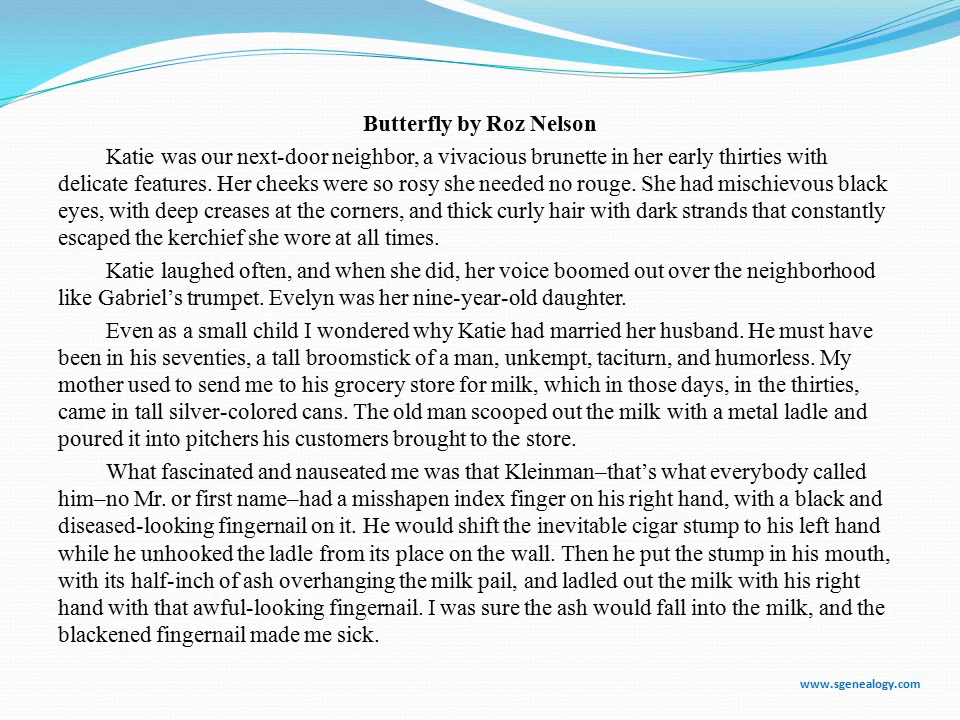 Butterfly by Roz Nelson
Katie was our next-door neighbor, a vivacious brunette in her early thirties with
delicate features. Her cheeks were so rosy she needed no rouge. She had mischievous black
eyes, with deep creases at the corners, and thick curly hair with dark strands that constantly
escaped the kerchief she wore at all times.
Katie laughed often, and when she did, her voice boomed out over the neighborhood
like Gabriel’s trumpet. Evelyn was her nine-year-old daughter.
Even as a small child I wondered why Katie had married her husband. He must have
been in his seventies, a tall broomstick of a man, unkempt, taciturn, and humorless. My
mother used to send me to his grocery store for milk, which in those days, in the thirties,
came in tall silver-colored cans. The old man scooped out the milk with a metal ladle and
poured it into pitchers his customers brought to the store.
What fascinated and nauseated me was that Kleinman–that’s what everybody called
him–no Mr. or first name–had a misshapen index finger on his right hand, with a black and
diseased-looking fingernail on it. He would shift the inevitable cigar stump to his left hand
while he unhooked the ladle from its place on the wall. Then he put the stump in his mouth,
with its half-inch of ash overhanging the milk pail, and ladled out the milk with his right
hand with that awful-looking fingernail. I was sure the ash would fall into the milk, and the
blackened fingernail made me sick.
www.sgenealogy.com